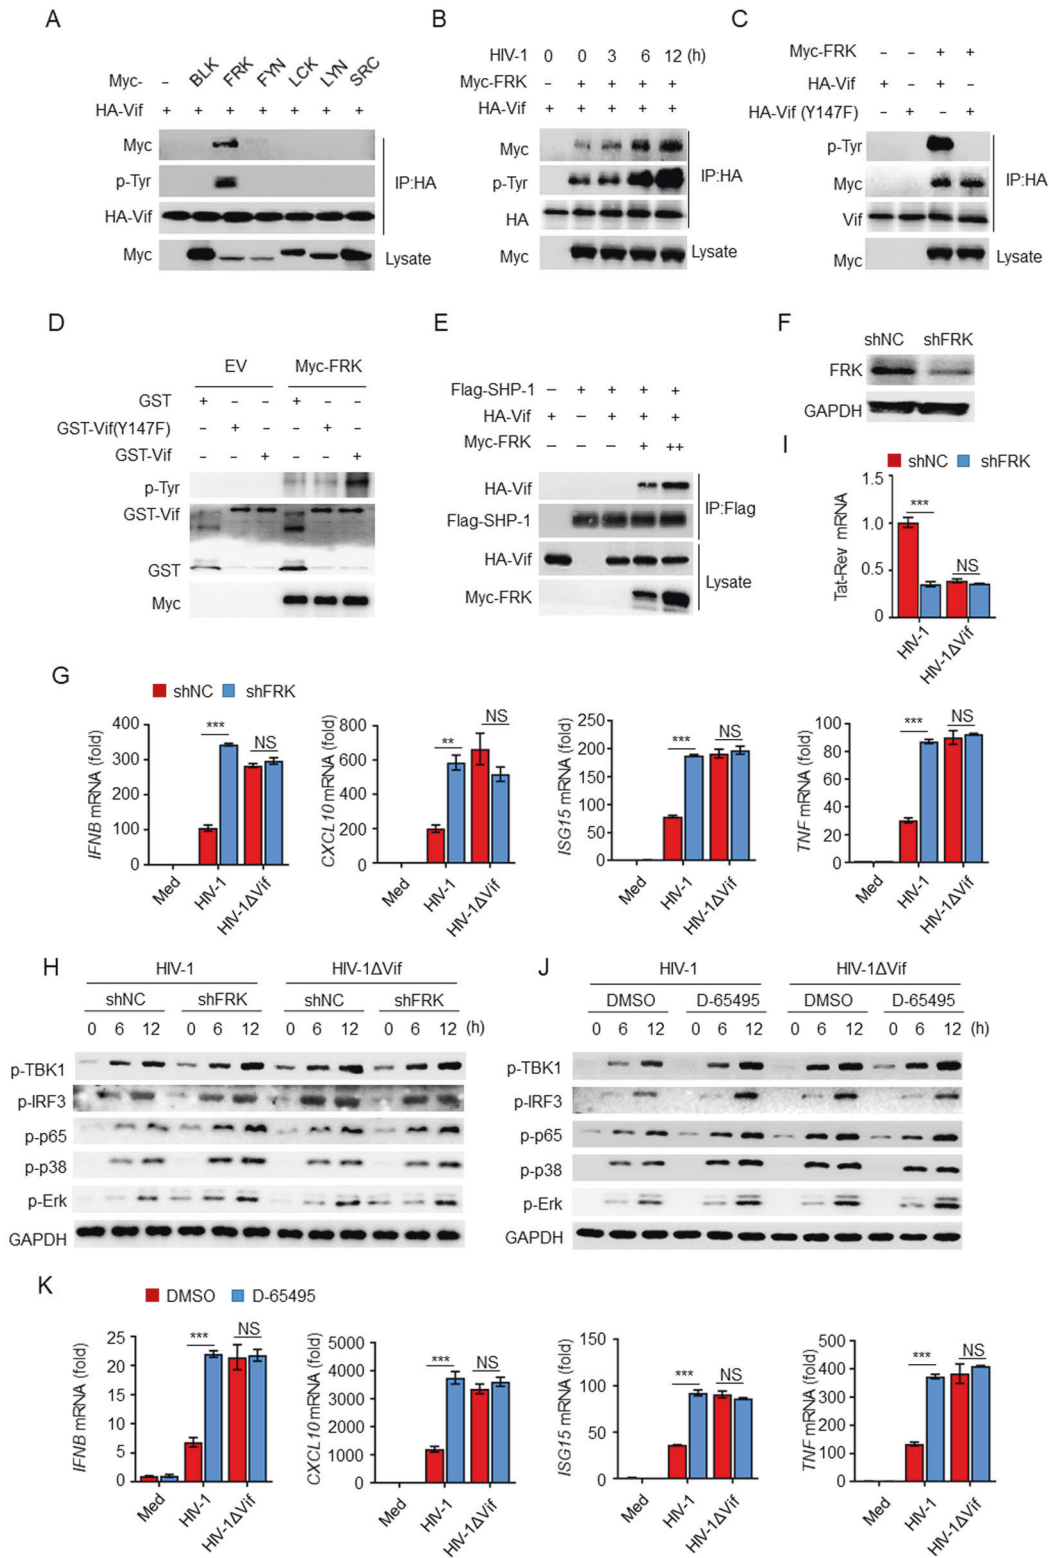 A
Myc- – BLK FRK FYN LCK LYN SRC
HA-Vif + + + + + + +
Myc
p-Tyr
HA-Vif
IP:HA
Myc
Lysate
B
HIV-1 0 0 3 6 12 (h)
Myc-FRK – + + + +
HA-Vif + + + + +
Myc
p-Tyr
HA
IP:HA
Myc
Lysate
C
Myc-FRK – – + +
HA-Vif + – + –
HA-Vif (Y147F) – + – +
p-Tyr
Myc
Vif
IP:HA
Myc
Lysate
D
EV Myc-FRK
GST + – – + – –
GST-Vif(Y147F) – + – – + –
GST-Vif – – + – – +
p-Tyr
GST-Vif
GST
Myc
E
Flag-SHP-1 – + + + +
HA-Vif + – + + +
Myc-FRK – – – + ++
HA-Vif
Flag-SHP-1
IP:Flag
HA-Vif
Myc-FRK
Lysate
F
shNC shFRK
FRK
GAPDH
I
shNC shFRK
Tat-Rev mRNA
1.5
1.0
0.5
0
***
NS
HIV-1
HIV-1ΔVif
G
shNC shFRK
IFNB mRNA (fold)
400
300
200
100
0
***
NS
Med
HIV-1
HIV-1ΔVif
CXCL10 mRNA (fold)
800
600
400
200
0
**
NS
Med
HIV-1
HIV-1ΔVif
ISG15 mRNA (fold)
200
150
100
50
0
***
NS
Med
HIV-1
HIV-1ΔVif
TNF mRNA (fold)
100
80
60
40
20
0
***
NS
Med
HIV-1
HIV-1ΔVif
H
HIV-1 HIV-1ΔVif
shNC shFRK shNC shFRK
0 6 12 0 6 12 0 6 12 0 6 12 (h)
p-TBK1
p-IRF3
p-p65
p-p38
p-Erk
GAPDH
J
HIV-1 HIV-1ΔVif
DMSO D-65495 DMSO D-65495
0 6 12 0 6 12 0 6 12 0 6 12 (h)
p-TBK1
p-IRF3
p-p65
p-p38
p-Erk
GAPDH
K
DMSO D-65495
IFNB mRNA (fold)
25
20
15
10
5
0
***
NS
Med
HIV-1
HIV-1ΔVif
CXCL10 mRNA (fold)
5000
4000
3000
2000
1000
0
***
NS
Med
HIV-1
HIV-1ΔVif
ISG15 mRNA (fold)
150
100
50
0
***
NS
Med
HIV-1
HIV-1ΔVif
TNF mRNA (fold)
500
400
300
200
100
0
***
NS
Med
HIV-1
HIV-1ΔVif